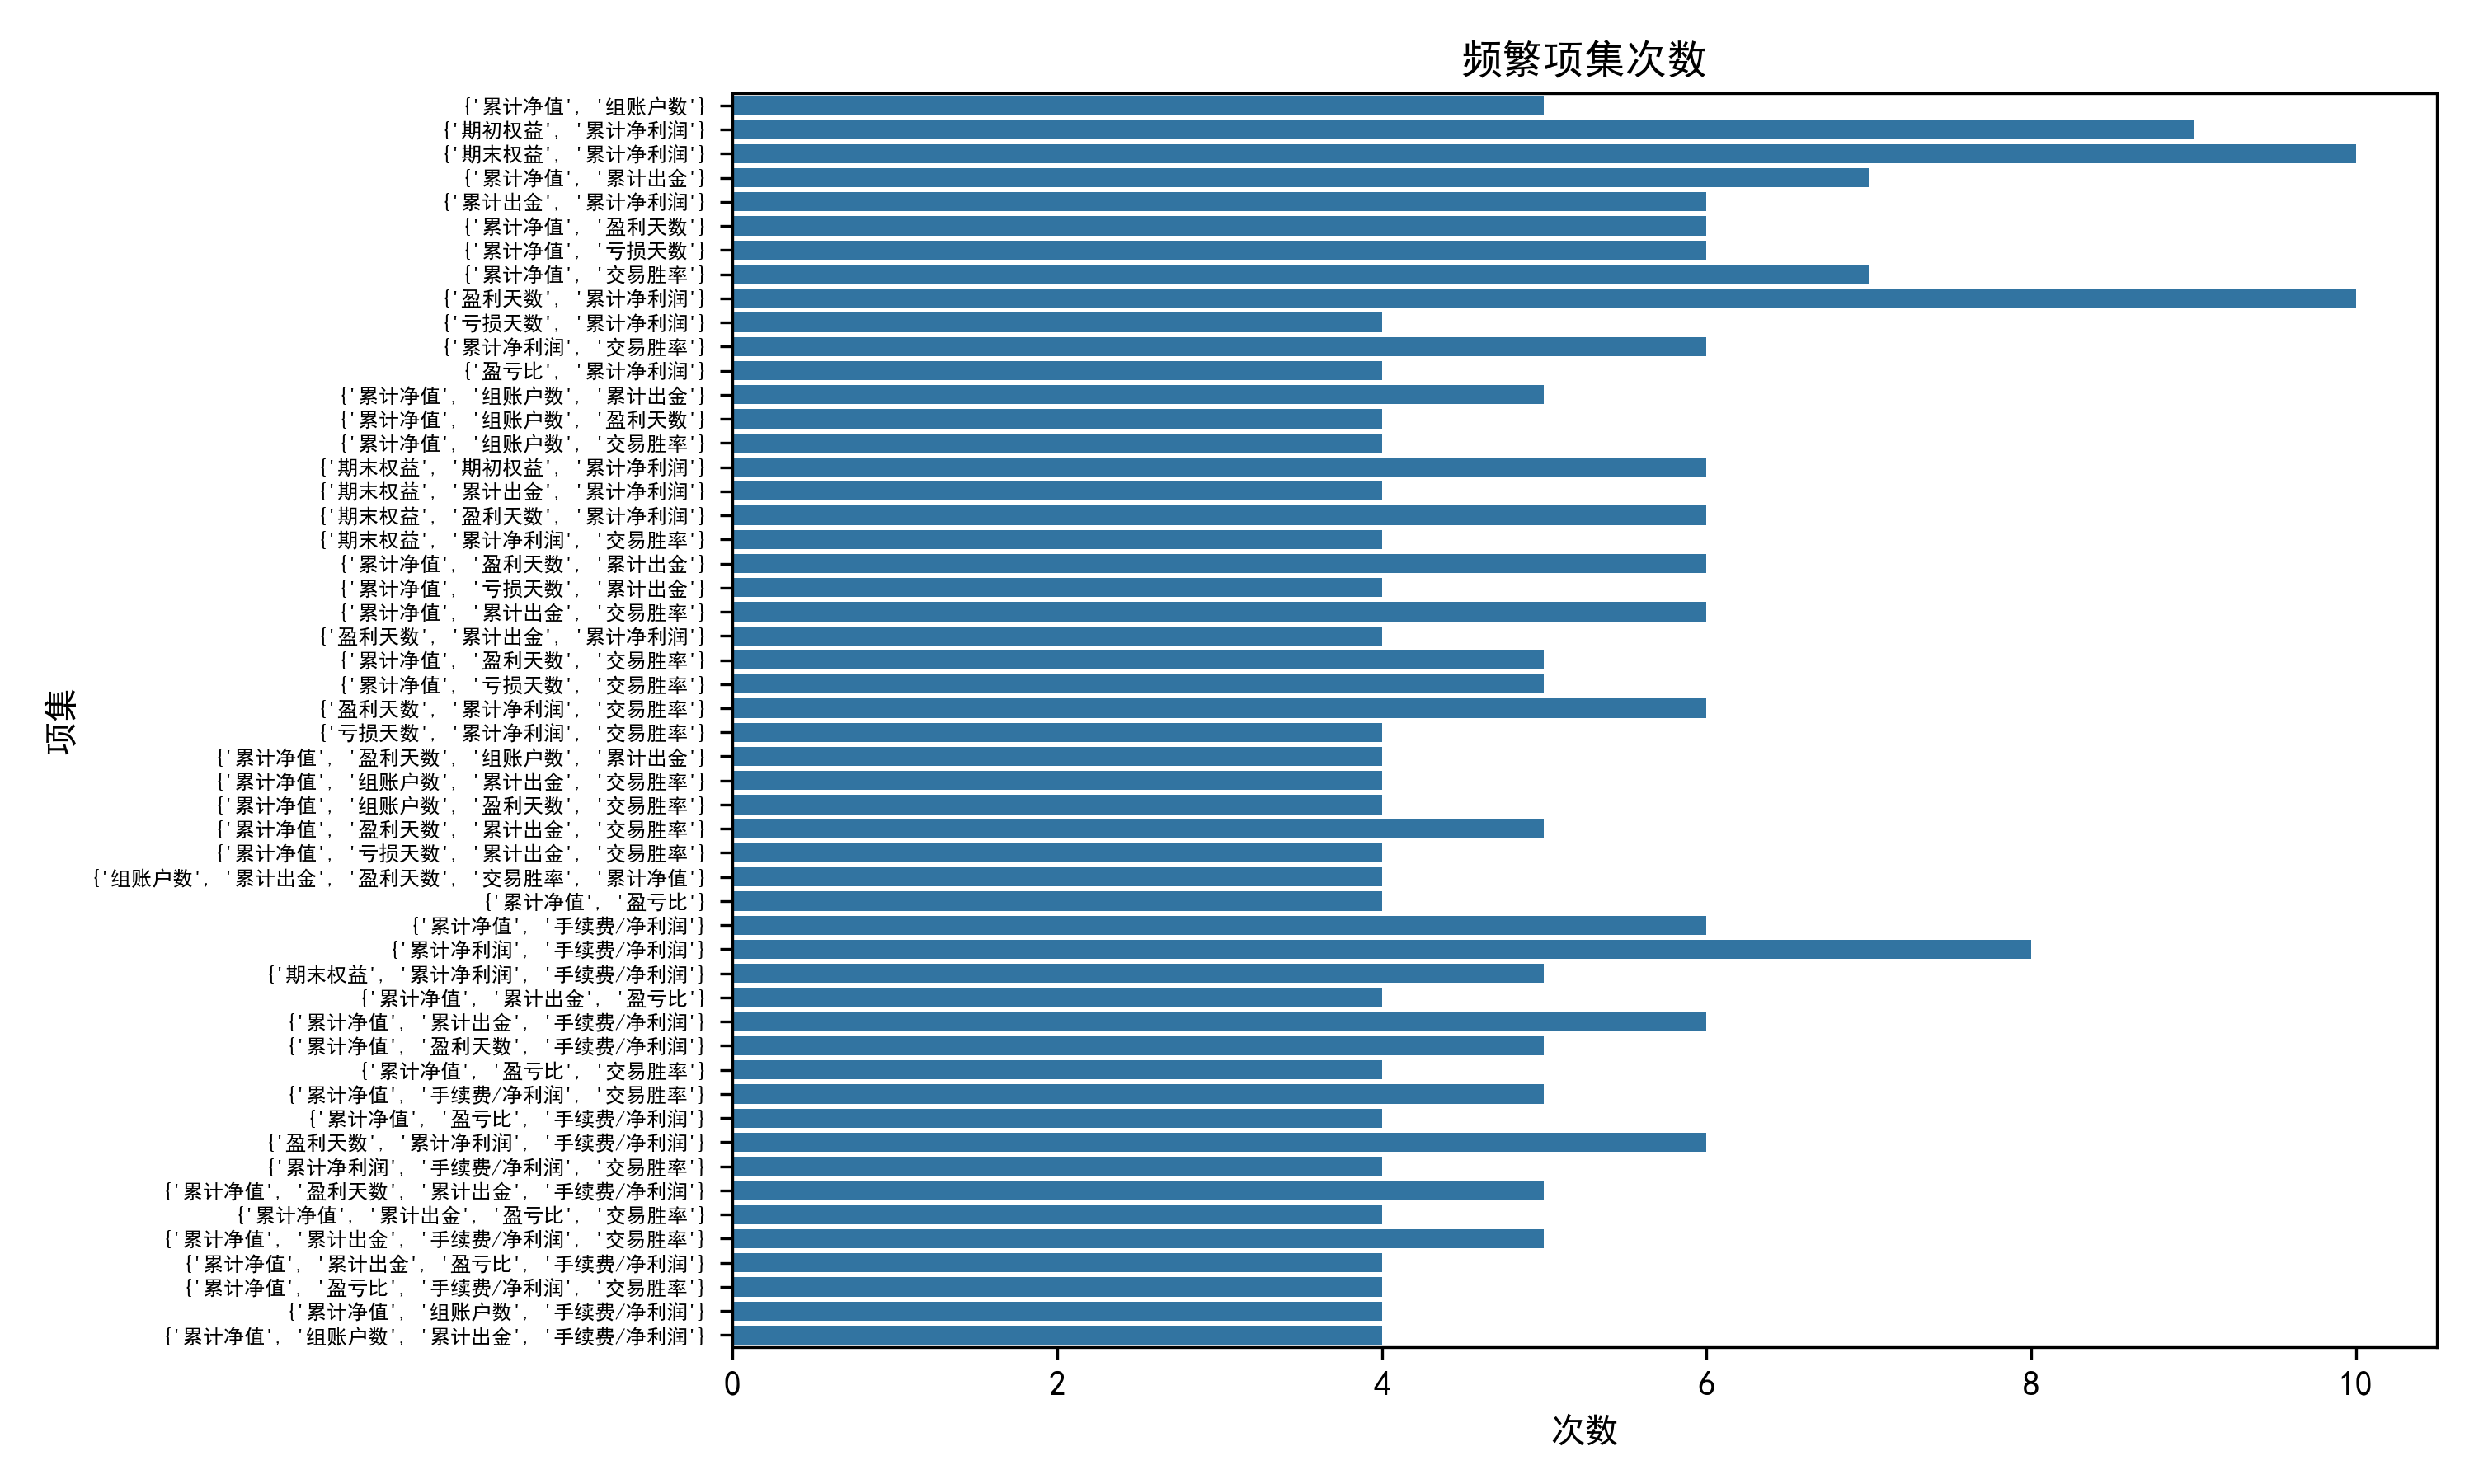 频繁项集次数
{'累计净值', '组账户数'}
{'期初权益', '累计净利润'}
{'期末权益', '累计净利润'}
{'累计净值', '累计出金'}
{'累计出金', '累计净利润'}
{'累计净值', '盈利天数'}
{'累计净值', '亏损天数'}
{'累计净值', '交易胜率'}
{'盈利天数', '累计净利润'}
{'亏损天数', '累计净利润'}
{'累计净利润', '交易胜率'}
{'盈亏比', '累计净利润'}
{'累计净值', '组账户数', '累计出金'}
{'累计净值', '组账户数', '盈利天数'}
{'累计净值', '组账户数', '交易胜率'}
{'期末权益', '期初权益', '累计净利润'}
{'期末权益', '累计出金', '累计净利润'}
{'期末权益', '盈利天数', '累计净利润'}
{'期末权益', '累计净利润', '交易胜率'}
{'累计净值', '盈利天数', '累计出金'}
{'累计净值', '亏损天数', '累计出金'}
{'累计净值', '累计出金', '交易胜率'}
{'盈利天数', '累计出金', '累计净利润'}
{'累计净值', '盈利天数', '交易胜率'}
{'累计净值', '亏损天数', '交易胜率'}
{'盈利天数', '累计净利润', '交易胜率'}
{'亏损天数', '累计净利润', '交易胜率'}
{'累计净值', '盈利天数', '组账户数', '累计出金'}
{'累计净值', '组账户数', '累计出金', '交易胜率'}
{'累计净值', '组账户数', '盈利天数', '交易胜率'}
{'累计净值', '盈利天数', '累计出金', '交易胜率'}
{'累计净值', '亏损天数', '累计出金', '交易胜率'}
{'组账户数', '累计出金', '盈利天数', '交易胜率', '累计净值'}
{'累计净值', '盈亏比'}
{'累计净值', '手续费/净利润'}
{'累计净利润', '手续费/净利润'}
{'期末权益', '累计净利润', '手续费/净利润'}
{'累计净值', '累计出金', '盈亏比'}
{'累计净值', '累计出金', '手续费/净利润'}
{'累计净值', '盈利天数', '手续费/净利润'}
{'累计净值', '盈亏比', '交易胜率'}
{'累计净值', '手续费/净利润', '交易胜率'}
{'累计净值', '盈亏比', '手续费/净利润'}
{'盈利天数', '累计净利润', '手续费/净利润'}
{'累计净利润', '手续费/净利润', '交易胜率'}
{'累计净值', '盈利天数', '累计出金', '手续费/净利润'}
{'累计净值', '累计出金', '盈亏比', '交易胜率'}
{'累计净值', '累计出金', '手续费/净利润', '交易胜率'}
{'累计净值', '累计出金', '盈亏比', '手续费/净利润'}
{'累计净值', '盈亏比', '手续费/净利润', '交易胜率'}
{'累计净值', '组账户数', '手续费/净利润'}
{'累计净值', '组账户数', '累计出金', '手续费/净利润'}
项集
0 2 4 6 8 10
次数